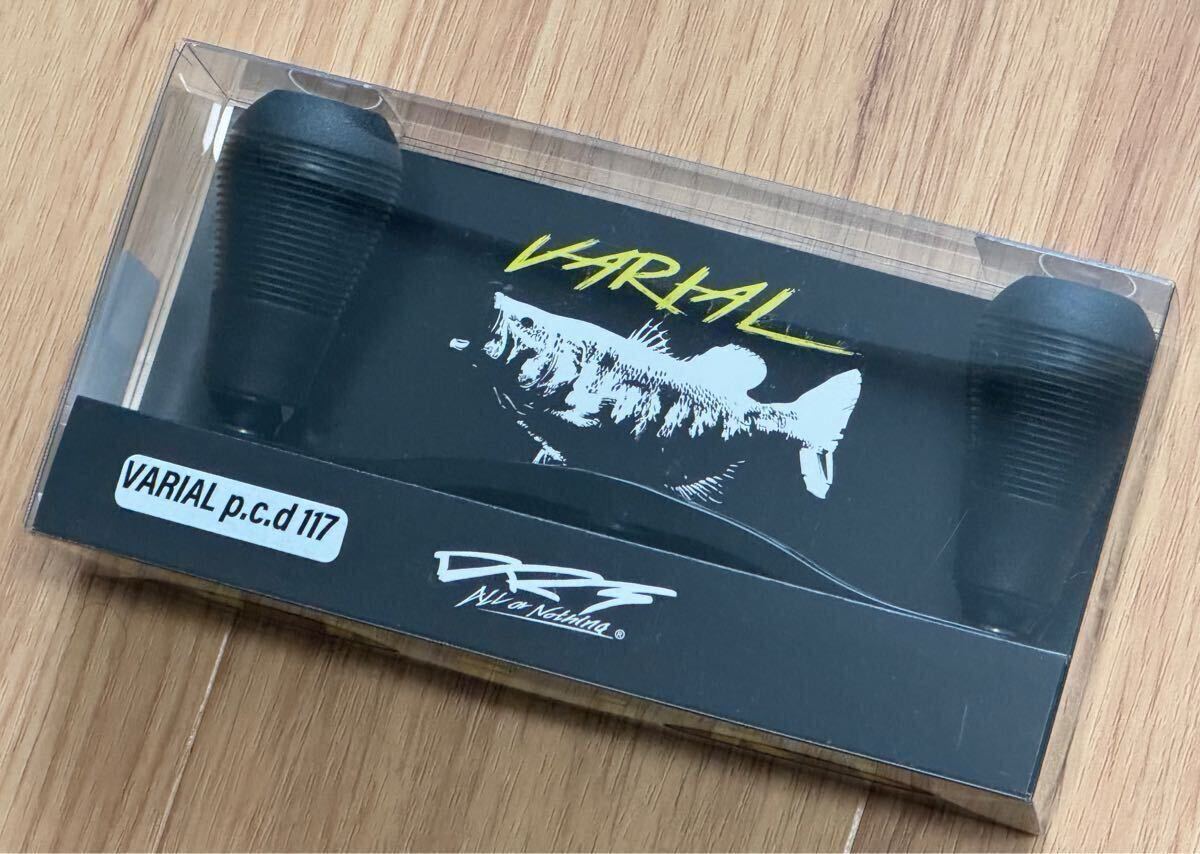 VARIAL
VARIAL p.c.d 117
DRT
All or Nothing ®